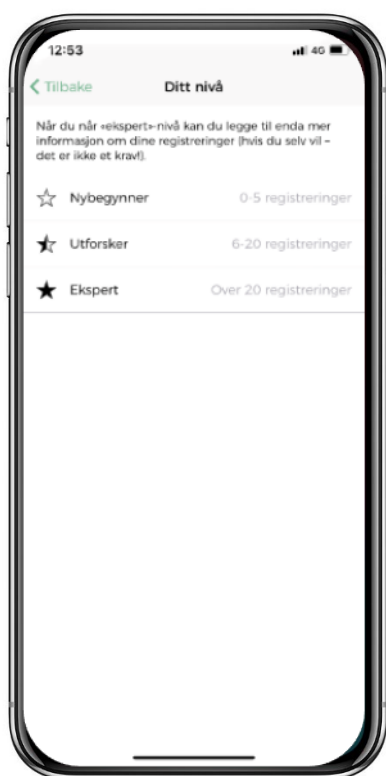 12:53 4G
Tilbake Ditt nivå
Når du når «ekspert»-nivå kan du legge til enda mer
informasjon om dine registreringer (hvis du selv vil –
det er ikke et krav!).
Nybegynner 0-5 registreringer
Utforsker 6-20 registreringer
Ekspert Over 20 registreringer